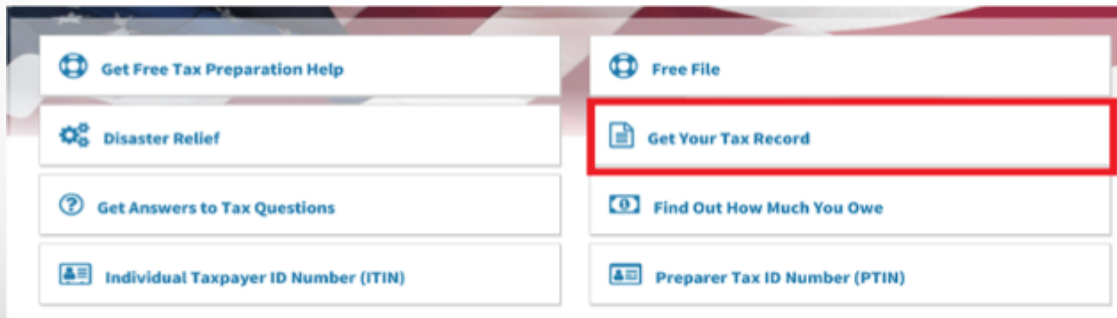 Get Free Tax Preparation Help
Free File
Disaster Relief
Get Your Tax Record
Get Answers to Tax Questions
Find Out How Much You Owe
Individual Taxpayer ID Number (ITIN)
Preparer Tax ID Number (PTIN)